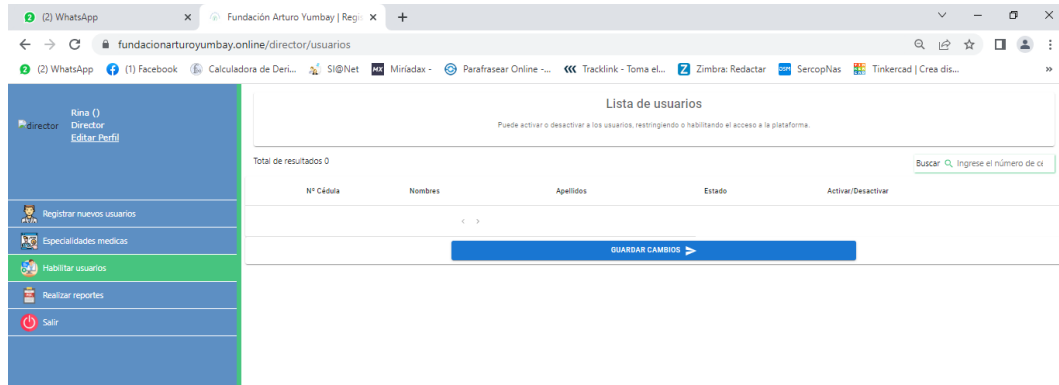 (2) WhatsApp
Fundación Arturo Yumbay | Regi
fundacionarturoyumbay.online/director/usuarios
(2) WhatsApp
(1) Facebook
Calculadora de Deri...
SI@Net
MX Miríadax -
Parafrasear Online -...
Tracklink - Toma el...
Z Zimbra: Redactar
SercopNas
Tinkercad | Crea dis...
»
director
Rina ()
Director
Editar Perfil
Registrar nuevos usuarios
Especialidades medicas
Habilitar usuarios
Realizar reportes
Salir
Lista de usuarios
Puede activar o desactivar a los usuarios, restringiendo o habilitando el acceso a la plataforma.
Total de resultados 0
Buscar Ingrese el número de cé
Nº Cédula Nombres Apellidos Estado Activar/Desactivar
GUARDAR CAMBIOS